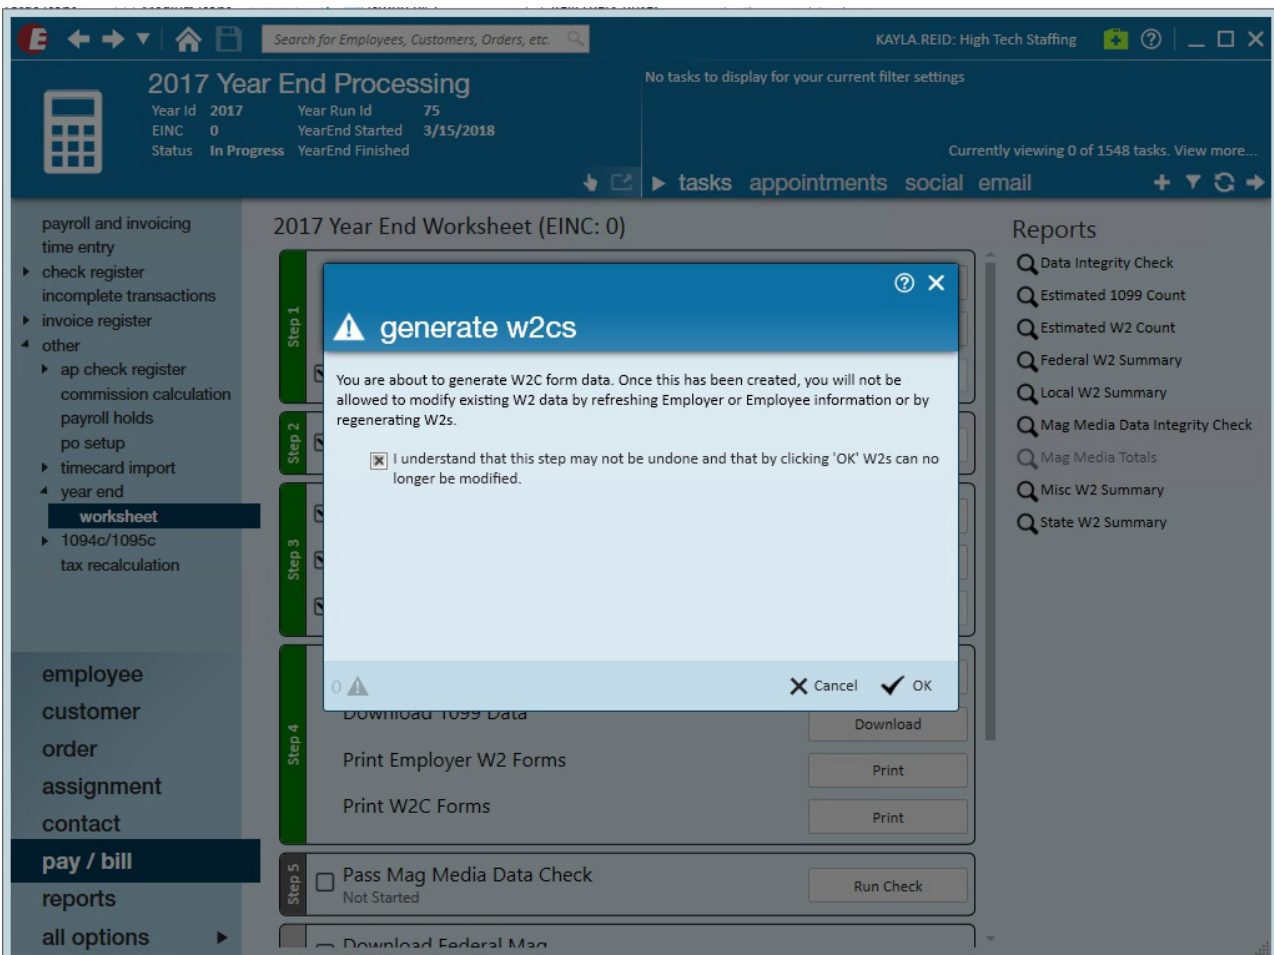 E
Search for Employees, Customers, Orders, etc.
KAYLA.REID: High Tech Staffing
2017 Year End Processing
Year Id 2017 Year Run Id 75
EINC 0 YearEnd Started 3/15/2018
Status In Progress YearEnd Finished
No tasks to display for your current filter settings
Currently viewing 0 of 1548 tasks. View more...
tasks appointments social email
payroll and invoicing
time entry
check register
incomplete transactions
invoice register
other
ap check register
commission calculation
payroll holds
po setup
timecard import
year end
worksheet
1094c/1095c
tax recalculation
employee
customer
order
assignment
contact
pay / bill
reports
all options
2017 Year End Worksheet (EINC: 0)
Step 1
Step 2
Step 3
Step 4
generate w2cs
You are about to generate W2C form data. Once this has been created, you will not be
allowed to modify existing W2 data by refreshing Employer or Employee information or by
regenerating W2s.
I understand that this step may not be undone and that by clicking 'OK' W2s can no
longer be modified.
0
Cancel OK
Download 1099 Data Download
Print Employer W2 Forms Print
Print W2C Forms Print
Step 5
Pass Mag Media Data Check
Not Started
Run Check
Download Federal Mag
Reports
Data Integrity Check
Estimated 1099 Count
Estimated W2 Count
Federal W2 Summary
Local W2 Summary
Mag Media Data Integrity Check
Mag Media Totals
Misc W2 Summary
State W2 Summary